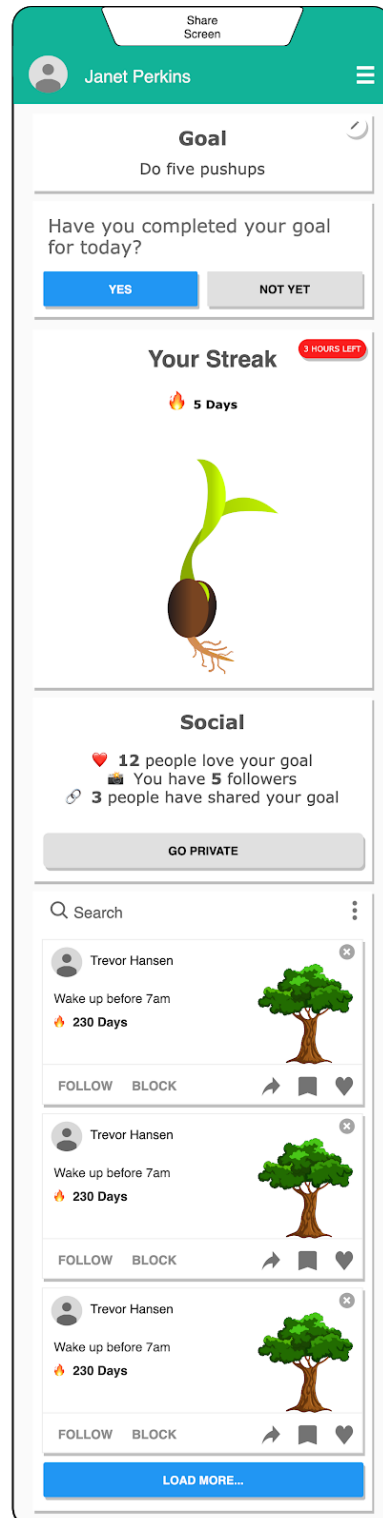 Share
Screen
Janet Perkins
Goal
Do five pushups
Have you completed your goal
for today?
YES
NOT YET
3 HOURS LEFT
Your Streak
🔥 5 Days
Social
❤️ 12 people love your goal
📸 You have 5 followers
🔗 3 people have shared your goal
GO PRIVATE
Search
Trevor Hansen
Wake up before 7am
🔥 230 Days
FOLLOW BLOCK
Trevor Hansen
Wake up before 7am
🔥 230 Days
FOLLOW BLOCK
Trevor Hansen
Wake up before 7am
🔥 230 Days
FOLLOW BLOCK
LOAD MORE...